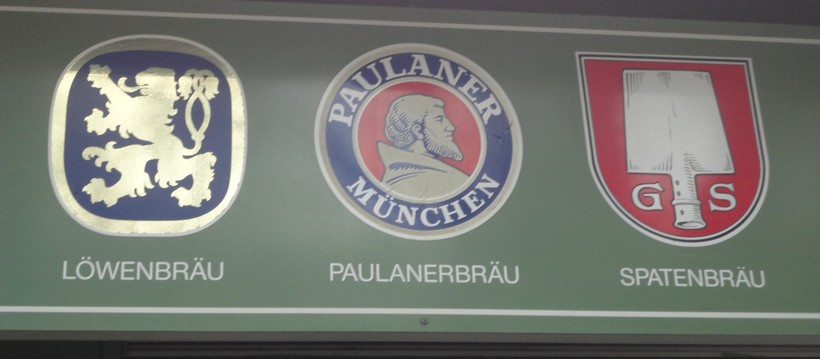 PAULANER
MÜNCHEN
G S
LÖWENBRÄU
PAULANERBRÄU
SPATENBRÄU